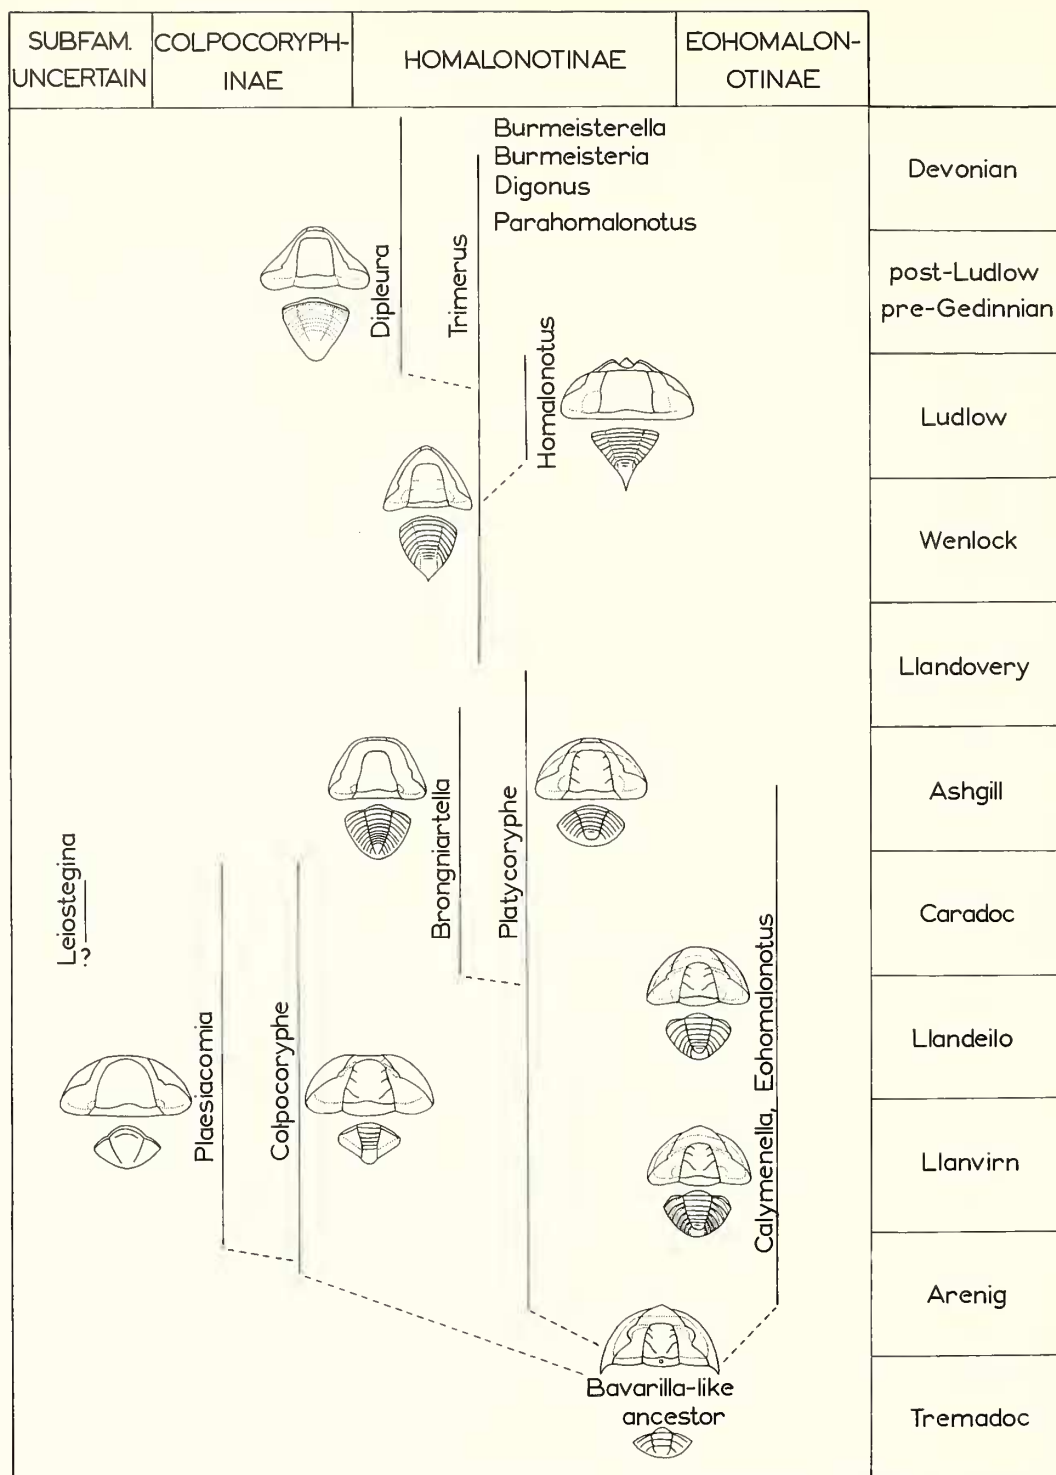 SUBFAM.
UNCERTAIN
COLPOCORYPH-
INAE
HOMALONOTINAE
EOHOMALON-
OTINAE
Burmeisterella
Burmeisteria
Digonus
Parahomalonotus
Devonian
Dipleura
Trimerus
post-Ludlow
pre-Gedinnian
Homalonotus
Ludlow
Wenlock
Llandovery
Brongniartella
Platycoryphe
Ashgill
Leiostegina
?
Caradoc
Plaesiacomia
Colpocoryphe
Calymenella, Eohomalonotus
Llandeilo
Llanvirn
Arenig
Bavarilla-like
ancestor
Tremadoc